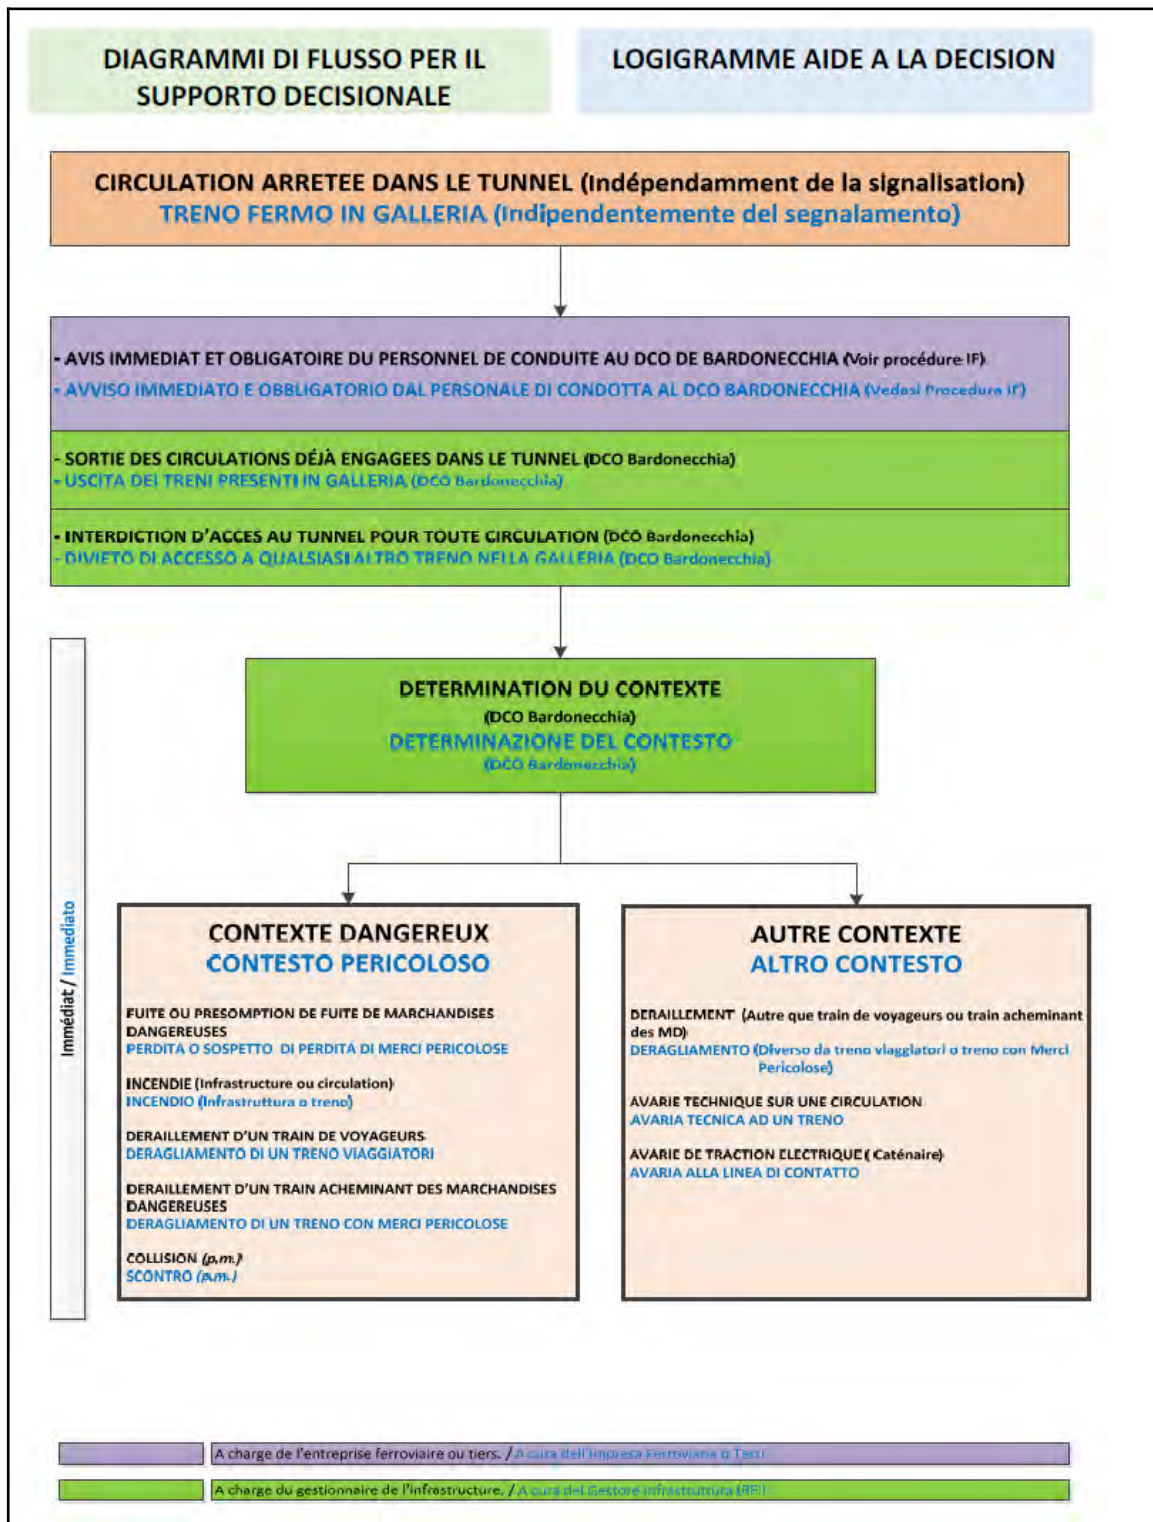 DIAGRAMMI DI FLUSSO PER IL
SUPPORTO DECISIONALE
LOGIGRAMME AIDE A LA DECISION
CIRCULATION ARRETEE DANS LE TUNNEL (Indépendamment de la signalisation)
TRENO FERMO IN GALLERIA (Indipendentemente del segnalamento)
- AVIS IMMEDIAT ET OBLIGATOIRE DU PERSONNEL DE CONDUITE AU DCO DE BARDONECCHIA (Voir procédure IF)
- AVVISO IMMEDIATO E OBBLIGATORIO DAL PERSONALE DI CONDOTTA AL DCO BARDONECCHIA (Vedasi Procedura IF)
- SORTIE DES CIRCULATIONS DÉJÀ ENGAGEES DANS LE TUNNEL (DCO Bardonecchia)
- USCITA DEI TRENI PRESENTI IN GALLERIA (DCO Bardonecchia)
- INTERDICTION D'ACCES AU TUNNEL POUR TOUTE CIRCULATION (DCO Bardonecchia)
- DIVIETO DI ACCESSO A QUALSIASI ALTRO TRENO NELLA GALLERIA (DCO Bardonecchia)
DETERMINATION DU CONTEXTE
(DCO Bardonecchia)
DETERMINAZIONE DEL CONTESTO
(DCO Bardonecchia)
Immédiat / Immediato
CONTEXTE DANGEREUX
CONTESTO PERICOLOSO
FUITE OU PRESOMPTION DE FUITE DE MARCHANDISES
DANGEREUSES
PERDITA O SOSPETTO DI PERDITA DI MERCI PERICOLOSE
INCENDIE (Infrastructure ou circulation)
INCENDIO (Infrastruttura o treno)
DERAILLEMENT D'UN TRAIN DE VOYAGEURS
DERAGLIAMENTO DI UN TRENO VIAGGIATORI
DERAILLEMENT D'UN TRAIN ACHEMINANT DES MARCHANDISES
DANGEREUSES
DERAGLIAMENTO DI UN TRENO CON MERCI PERICOLOSE
COLLISION (p.m.)
SCONTRO (p.m.)
AUTRE CONTEXTE
ALTRO CONTESTO
DERAILLEMENT (Autre que train de voyageurs ou train acheminant
des MD)
DERAGLIAMENTO (Diverso da treno viaggiatori o treno con Merci
Pericolose)
AVARIE TECHNIQUE SUR UNE CIRCULATION
AVARIA TECNICA AD UN TRENO
AVARIE DE TRACTION ELECTRIQUE ( Caténaire)
AVARIA ALLA LINEA DI CONTATTO
A charge de l'entreprise ferroviaire ou tiers. / A cura dell'Impresa Ferroviaria o Terzi
A charge du gestionnaire de l'infrastructure. / A cura del Gestore Infrastruttura (RFI)